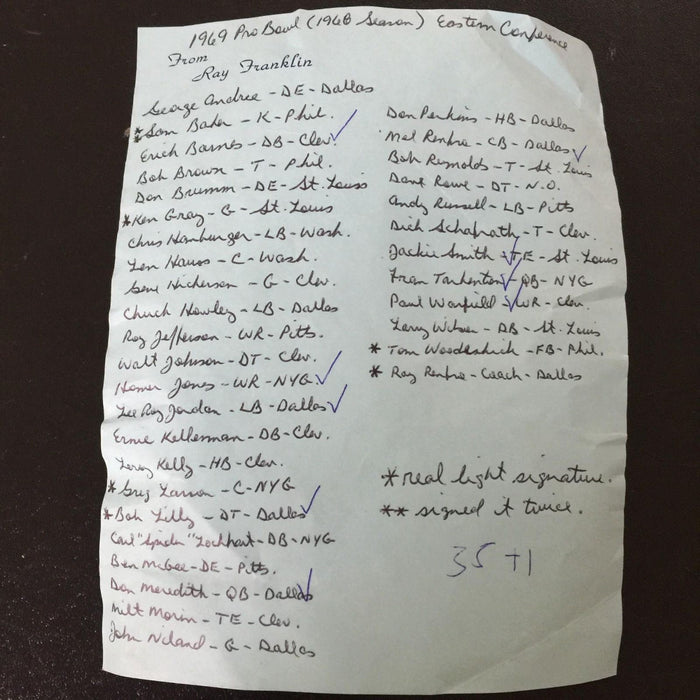 1969 Pro Bowl (1968 Season) Eastern Conference
From
Ray Franklin
George Andrie - DE - Dallas
**Sam Baker - K - Phil.
Erich Barnes - DB - Clev. ✓
Bob Brown - T - Phil.
Don Brumm - DE - St. Louis
*Ken Gray - G - St. Louis
Chris Hanburger - LB - Wash.
Len Hauss - C - Wash.
Gene Hickerson - G - Clev.
Chuck Howley - LB - Dallas
Roy Jefferson - WR - Pitts.
Walt Johnson - DT - Clev.
Homer Jones - WR - NYG ✓
Lee Roy Jordan - LB - Dallas ✓
Ernie Kellerman - DB - Clev.
Leroy Kelly - HB - Clev.
*Greg Larson - C - NYG
*Bob Lilly - DT - Dallas ✓
Carl "Spider" Lockhart - DB - NYG
Ben McGee - DE - Pitts.
Don Meredith - QB - Dallas ✓
Milt Morin - TE - Clev.
John Niland - G - Dallas
Don Perkins - HB - Dallas
Mel Renfro - CB - Dallas ✓
Bob Reynolds - T - St. Louis
Dave Rowe - DT - N.O.
Andy Russell - LB - Pitts
Dick Schafrath - T - Clev.
Jackie Smith - TE - St. Louis ✓
Fran Tarkenton - QB - NYG ✓
Paul Warfield - WR - Clev. ✓
Larry Wilson - DB - St. Louis
* Tom Woodeshick - FB - Phil.
* Ray Renfro - Coach - Dallas
*real light signature.
** signed it twice.
35 + 1